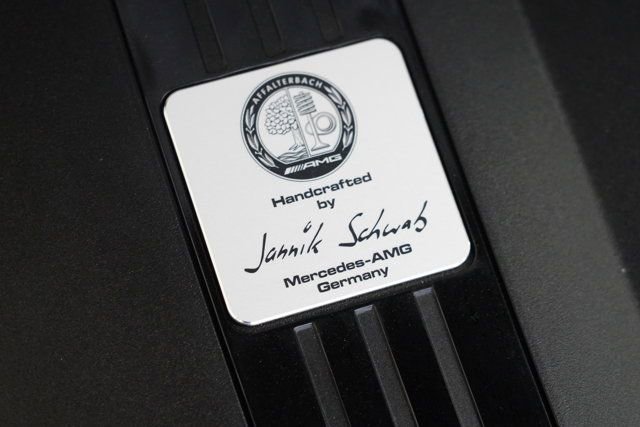 AFFALTERBACH
AMG
Handcrafted
by
Jannik Schwab
Mercedes-AMG
Germany